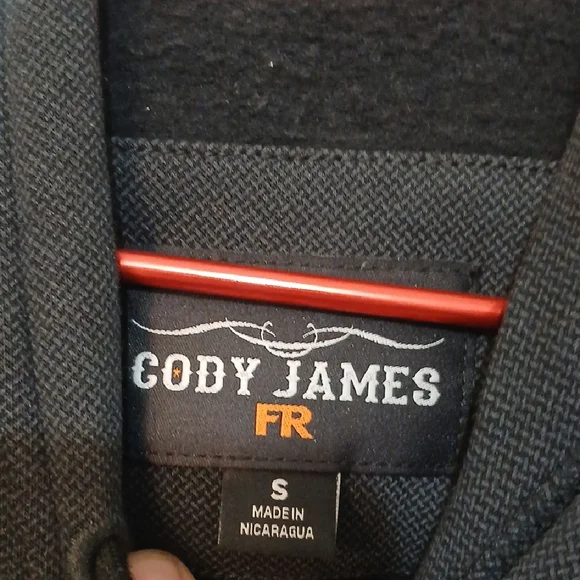 CODY JAMES
FR
S
MADE IN
NICARAGUA